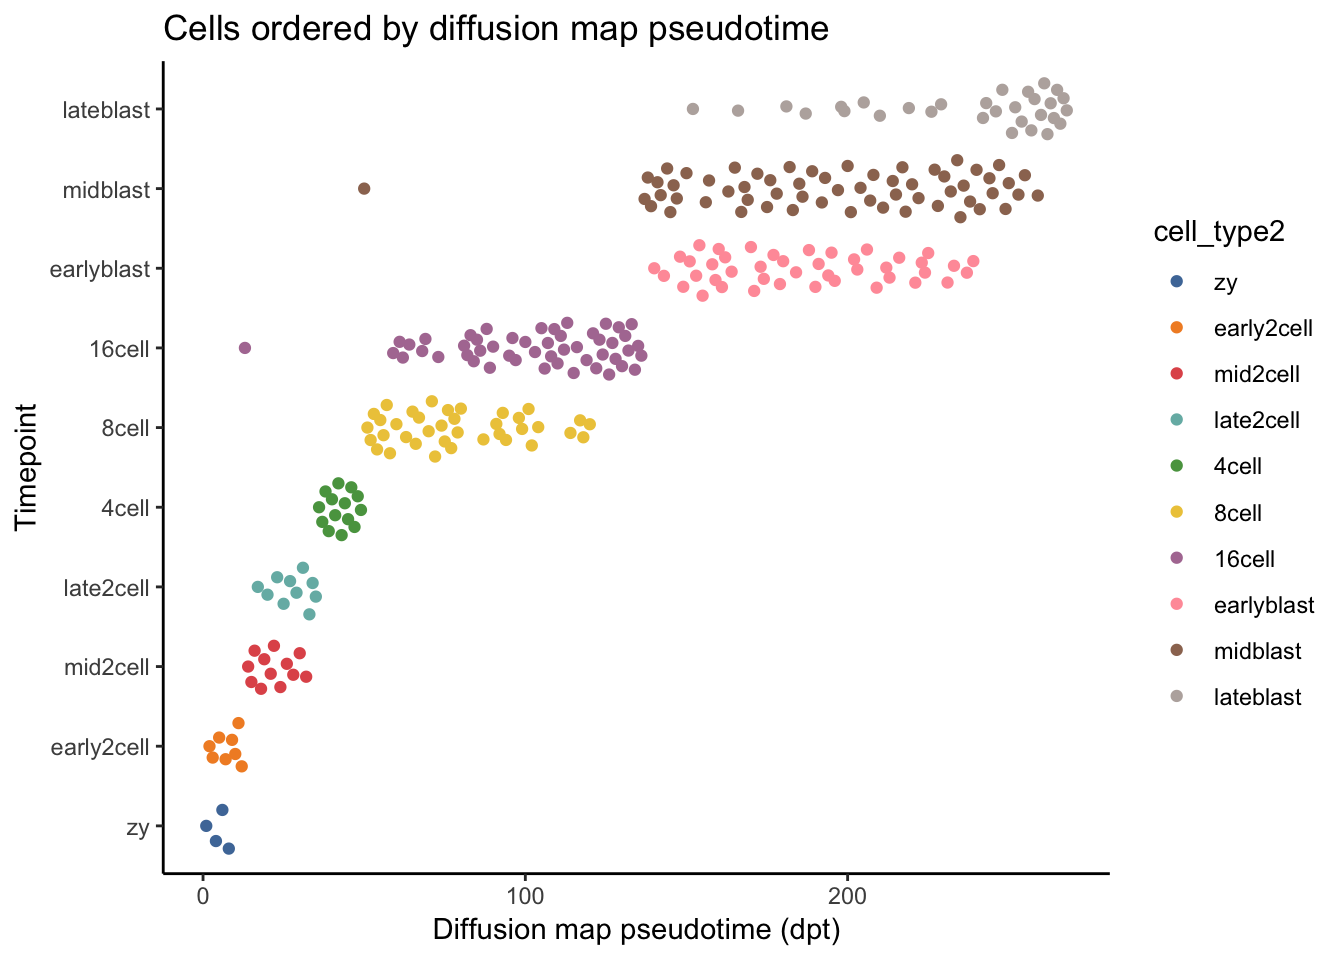 Cells ordered by diffusion map pseudotime
lateblast
midblast
earlyblast
16cell
8cell
4cell
late2cell
mid2cell
early2cell
zy
Timepoint
0 100 200
Diffusion map pseudotime (dpt)
cell_type2
zy
early2cell
mid2cell
late2cell
4cell
8cell
16cell
earlyblast
midblast
lateblast